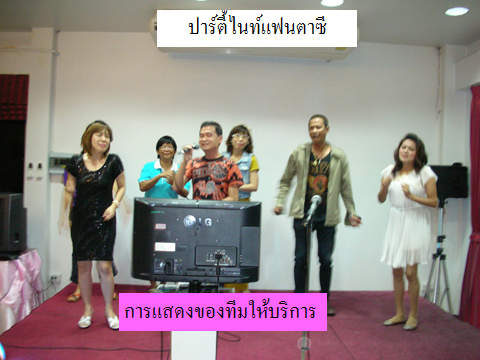 ปาร์ตี้ไนท์แฟนตาซี
LG
การแสดงของทีมให้บริการ